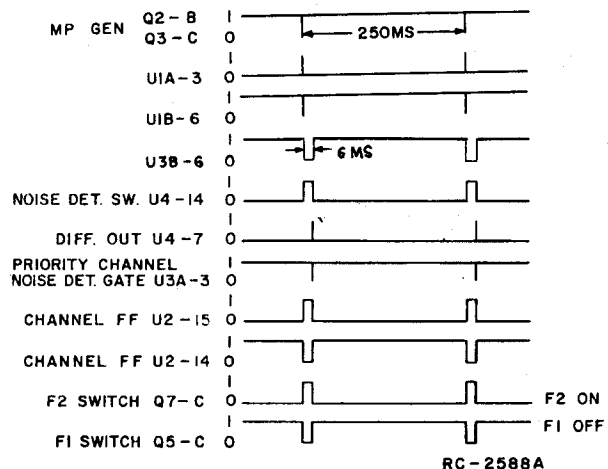 MP GEN Q2-B 1
Q3-C 0
250MS
1
U1A-3 0
1
U1B-6 0
1
U3B-6 0
6 MS
1
NOISE DET. SW. U4-14 0
1
DIFF. OUT U4-7 0
PRIORITY CHANNEL 1
NOISE DET. GATE U3A-3 0
1
CHANNEL FF U2-15 0
1
CHANNEL FF U2-14 0
1
F2 SWITCH Q7-C 0
F2 ON
1
F1 SWITCH Q5-C 0
F1 OFF
RC-2588A